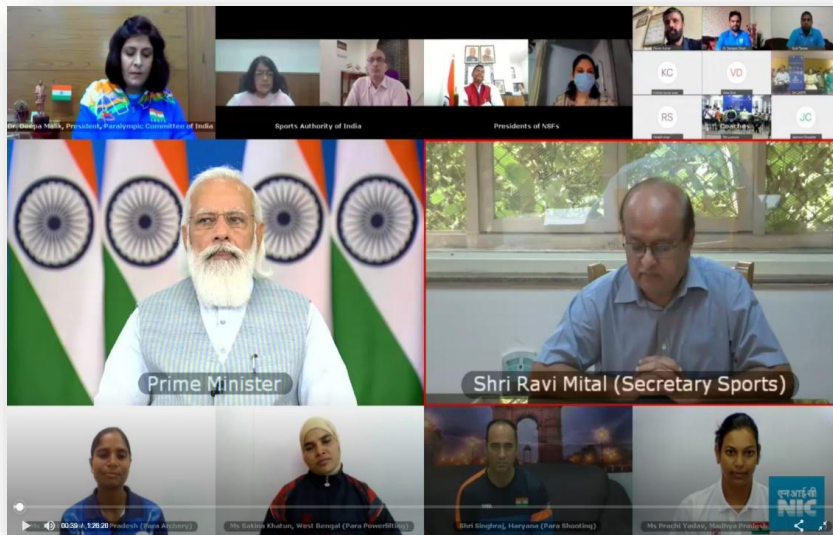 Dr. Deepa Malik, President, Paralympic Committee of India
Sports Authority of India
Presidents of NSFs
KC
VD
RS
Coaches
JC
Prime Minister
Shri Ravi Mital (Secretary Sports)
Pradesh (Para Archery)
Ms Sakina Khatun, West Bengal (Para Powerlifting)
Shri Singhraj, Haryana (Para Shooting)
Ms Prachi Yadav, Madhya Pradesh
एनआईसी
NIC
00:39 / 1:26:20